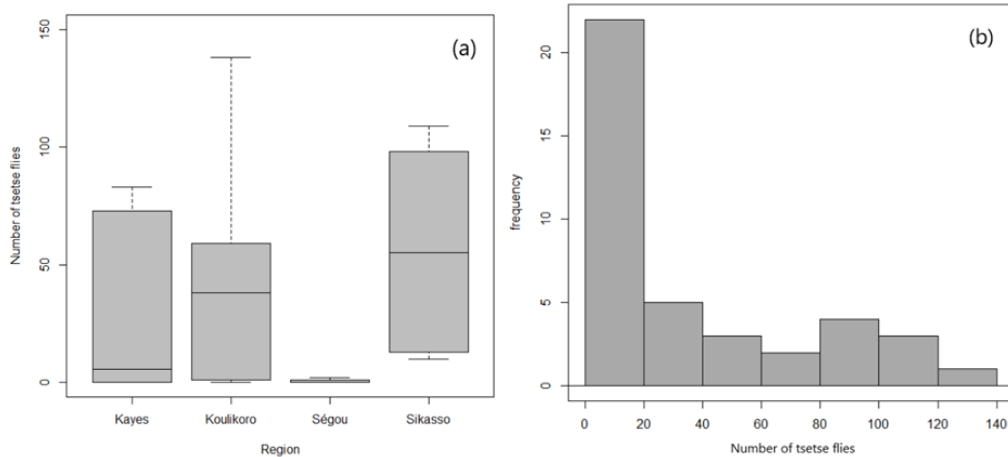 (a)
Number of tsetse flies
150
100
50
0
Kayes Koulikoro Ségou Sikasso
Region
(b)
frequency
20
15
10
5
0
0 20 40 60 80 100 120 140
Number of tsetse flies